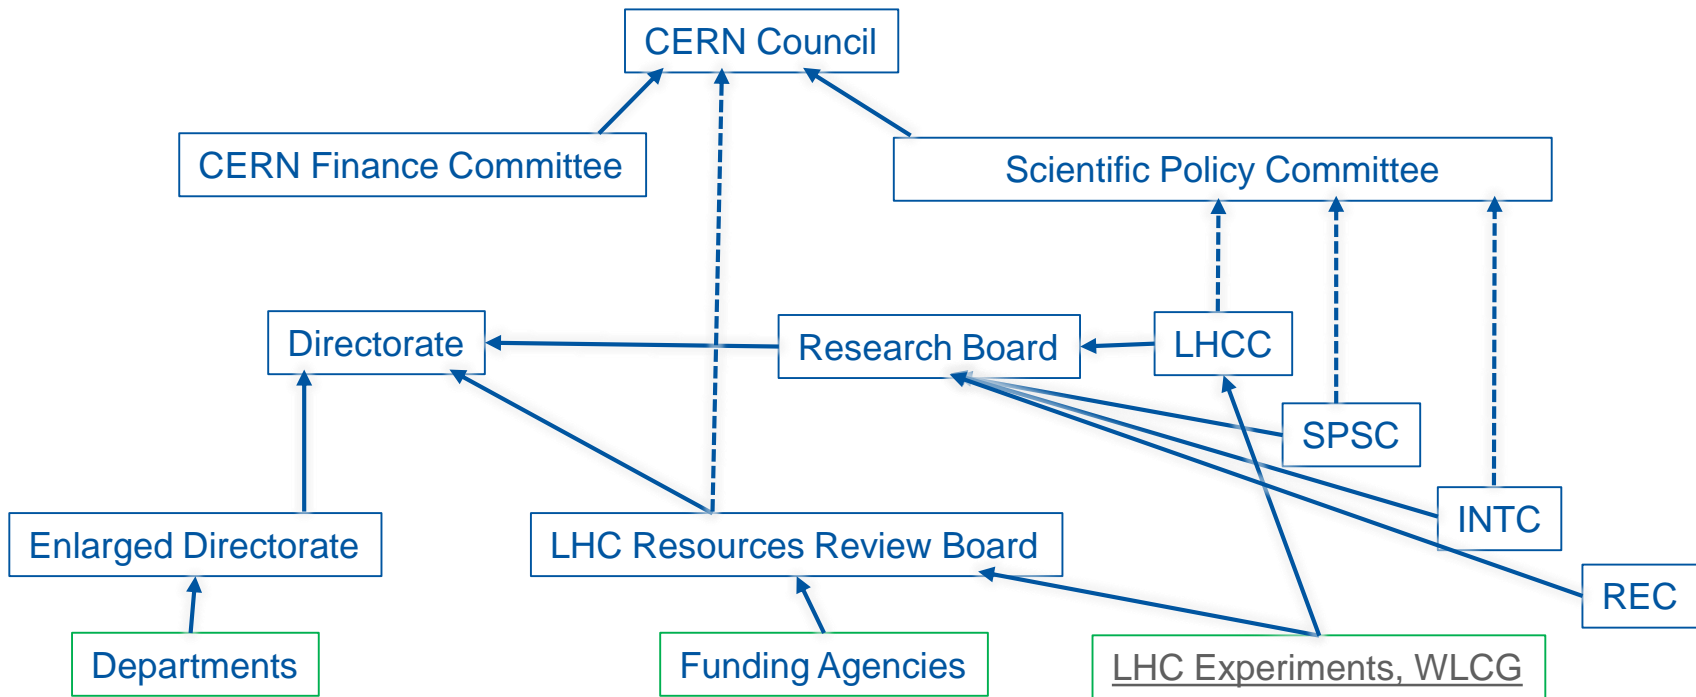 CERN Council
CERN Finance Committee
Scientific Policy Committee
Directorate
Research Board
LHCC
SPSC
INTC
Enlarged Directorate
LHC Resources Review Board
REC
Departments
Funding Agencies
LHC Experiments, WLCG